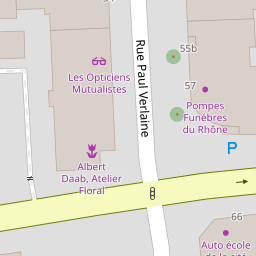 Rue Paul Verlaine
55b
Les Opticiens
Mutualistes
57
Pompes
Funèbres
du Rhône
P
Albert
Daab, Atelier
Floral
66
Auto école
de la cité